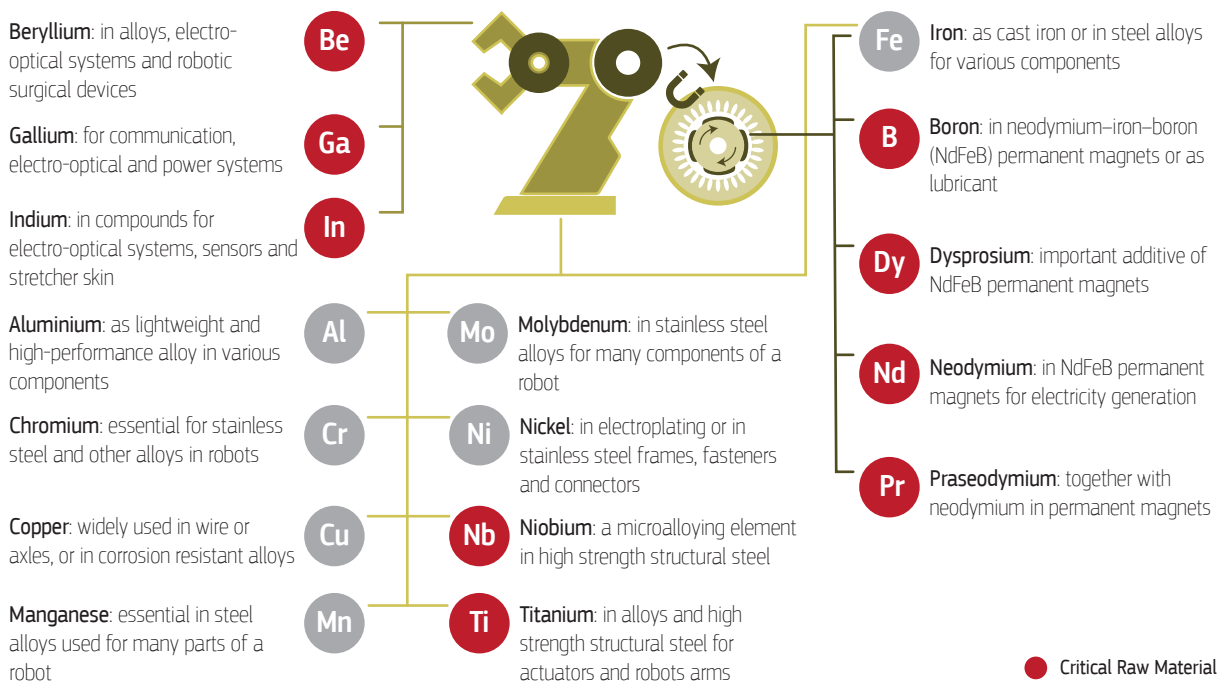 Beryllium: in alloys, electro-
optical systems and robotic
surgical devices
Be
Gallium: for communication,
electro-optical and power systems
Ga
Indium: in compounds for
electro-optical systems, sensors and
stretcher skin
In
Aluminium: as lightweight and
high-performance alloy in various
components
Al
Chromium: essential for stainless
steel and other alloys in robots
Cr
Copper: widely used in wire or
axles, or in corrosion resistant alloys
Cu
Manganese: essential in steel
alloys used for many parts of a
robot
Mn
Mo
Molybdenum: in stainless steel
alloys for many components of a
robot
Ni
Nickel: in electroplating or in
stainless steel frames, fasteners
and connectors
Nb
Niobium: a microalloying element
in high strength structural steel
Ti
Titanium: in alloys and high
strength structural steel for
actuators and robots arms
Fe
Iron: as cast iron or in steel alloys
for various components
B
Boron: in neodymium–iron–boron
(NdFeB) permanent magnets or as
lubricant
Dy
Dysprosium: important additive of
NdFeB permanent magnets
Nd
Neodymium: in NdFeB permanent
magnets for electricity generation
Pr
Praseodymium: together with
neodymium in permanent magnets
Critical Raw Material